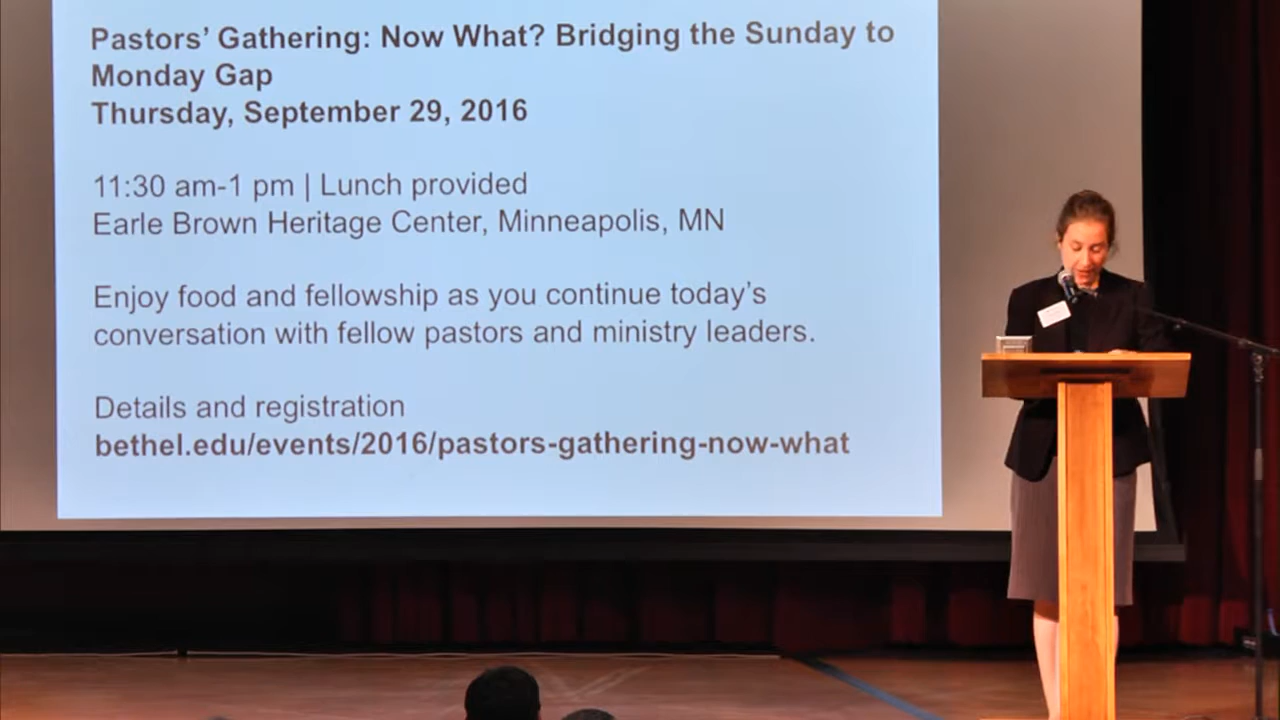 Pastors’ Gathering: Now What? Bridging the Sunday to
Monday Gap
Thursday, September 29, 2016
11:30 am-1 pm | Lunch provided
Earle Brown Heritage Center, Minneapolis, MN
Enjoy food and fellowship as you continue today’s
conversation with fellow pastors and ministry leaders.
Details and registration
bethel.edu/events/2016/pastors-gathering-now-what